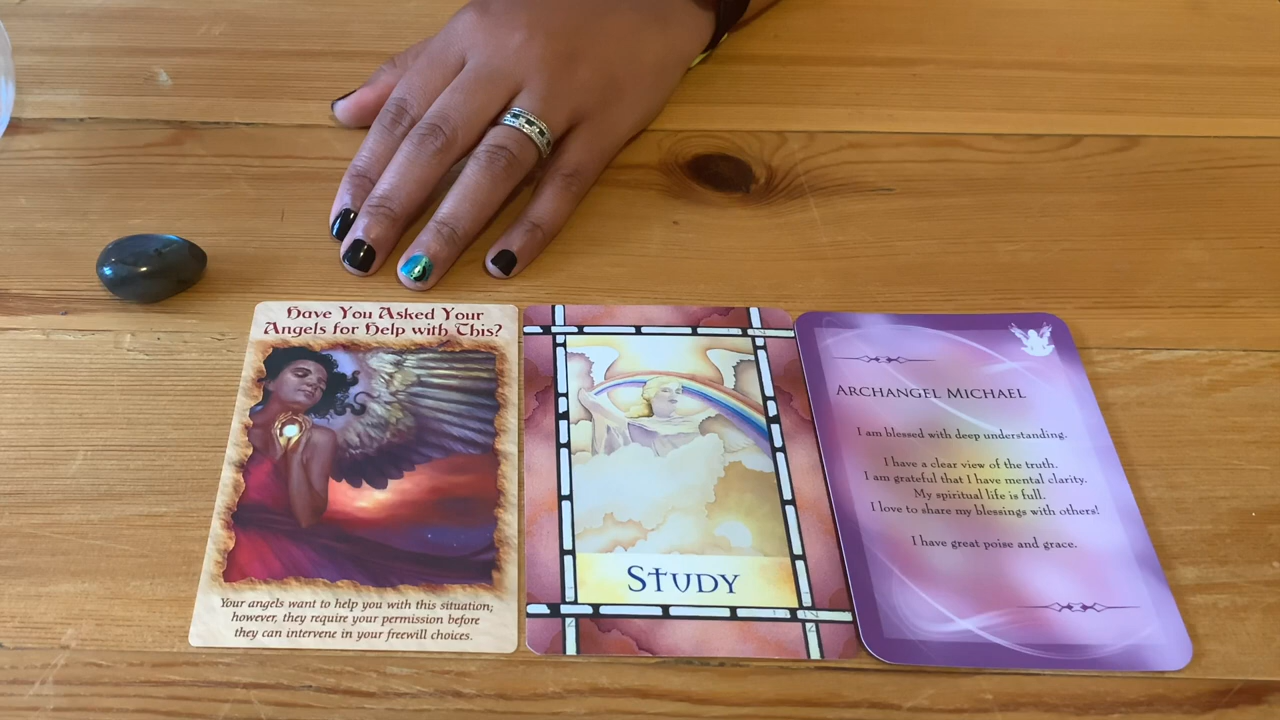 Have You Asked Your
Angels for Help with This?
Your angels want to help you with this situation;
however, they require your permission before
they can intervene in your freewill choices.
STUDY
ARCHANGEL MICHAEL
I am blessed with deep understanding.
I have a clear view of the truth.
I am grateful that I have mental clarity.
My spiritual life is full.
I love to share my blessings with others!
I have great poise and grace.